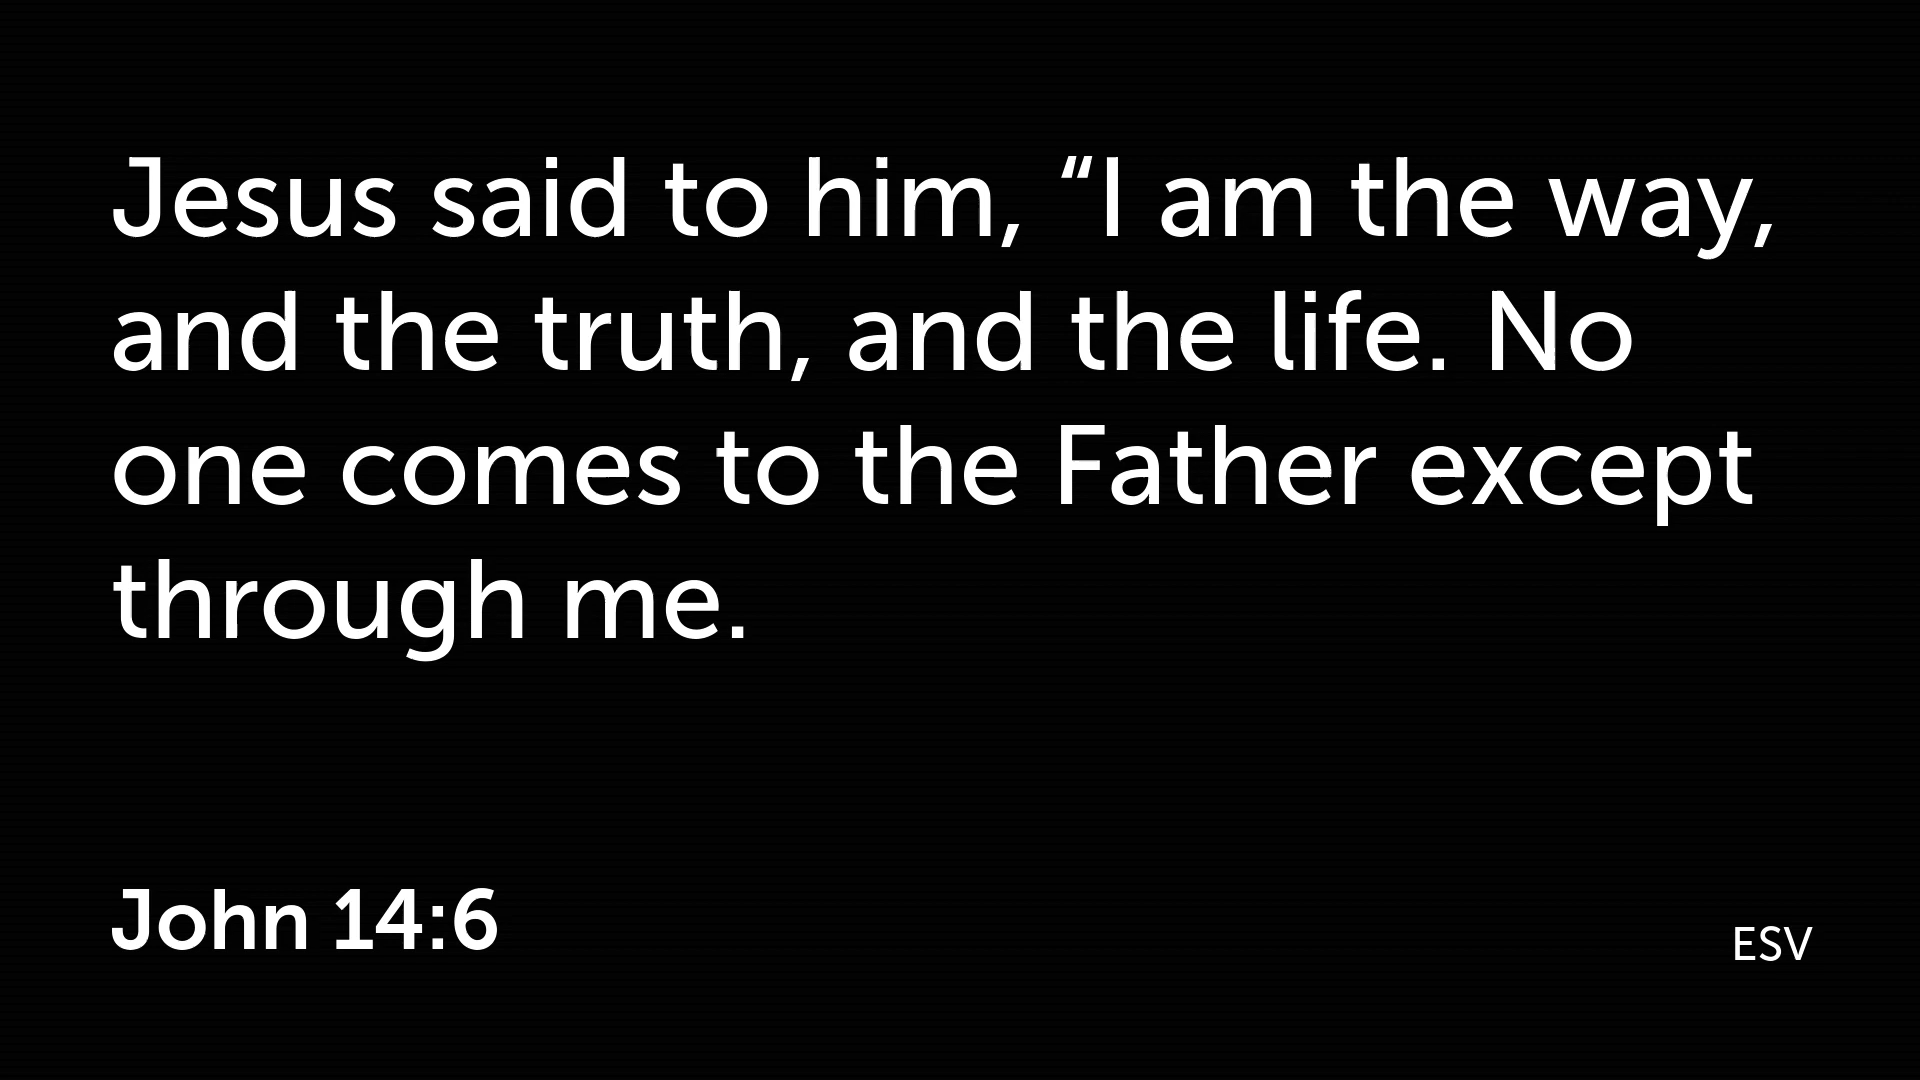 Jesus said to him, “I am the way,
and the truth, and the life. No
one comes to the Father except
through me.
John 14:6
ESV